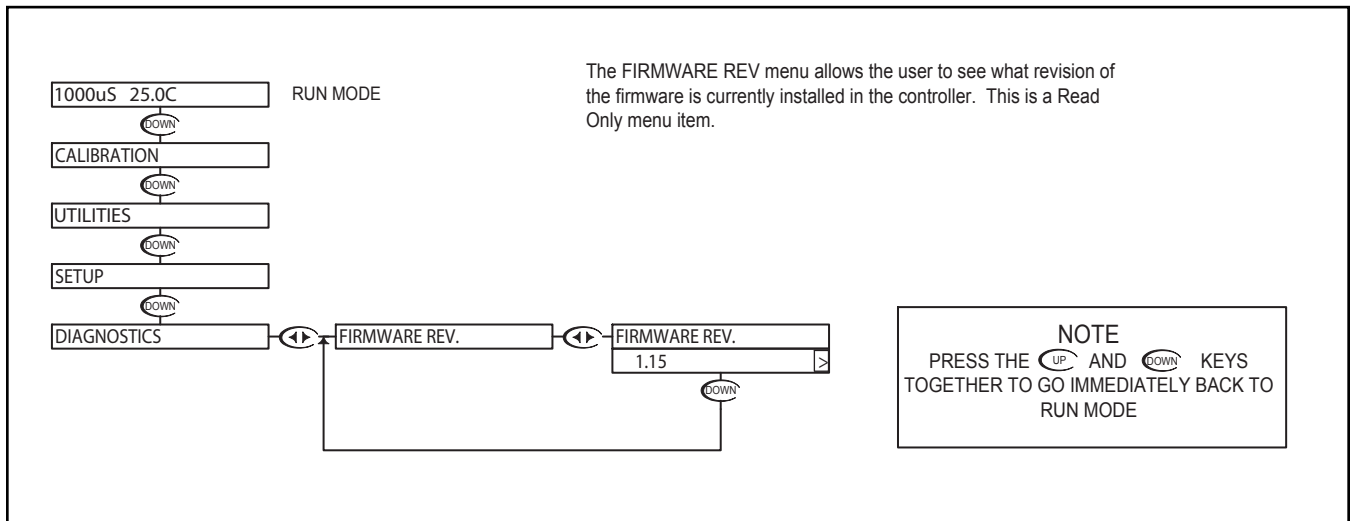 1000uS 25.0C
RUN MODE
The FIRMWARE REV menu allows the user to see what revision of
the firmware is currently installed in the controller. This is a Read
Only menu item.
DOWN
CALIBRATION
DOWN
UTILITIES
DOWN
SETUP
DOWN
DIAGNOSTICS
FIRMWARE REV.
FIRMWARE REV.
1.15 >
DOWN
NOTE
PRESS THE UP AND DOWN KEYS
TOGETHER TO GO IMMEDIATELY BACK TO
RUN MODE